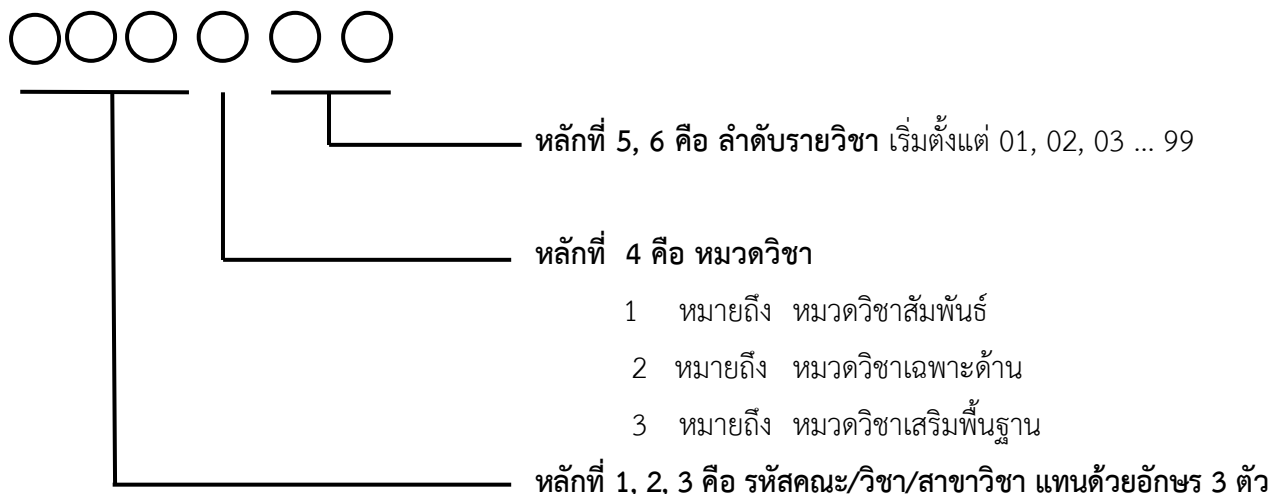 หลักที่ 5, 6 คือ ลำดับรายวิชา เริ่มตั้งแต่ 01, 02, 03 ... 99
หลักที่ 4 คือ หมวดวิชา
1 หมายถึง หมวดวิชาสัมพันธ์
2 หมายถึง หมวดวิชาเฉพาะด้าน
3 หมายถึง หมวดวิชาเสริมพื้นฐาน
หลักที่ 1, 2, 3 คือ รหัสคณะ/วิชา/สาขาวิชา แทนด้วยอักษร 3 ตัว